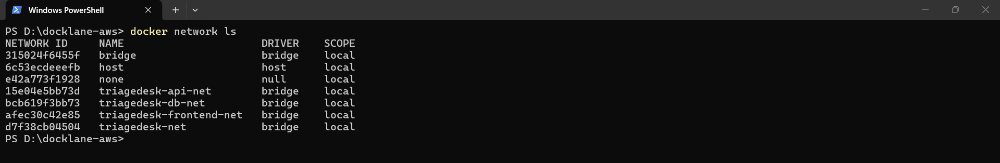 Windows PowerShell
PS D:\docklane-aws> docker network ls
NETWORK ID     NAME                      DRIVER    SCOPE
315024f6455f   bridge                    bridge    local
6c53ecdeeefb   host                      host      local
e42a773f1928   none                      null      local
15e04e5bb73d   triagedesk-api-net        bridge    local
bcb619f3bb73   triagedesk-db-net         bridge    local
afec30c42e85   triagedesk-frontend-net   bridge    local
d7f38cb04504   triagedesk-net            bridge    local
PS D:\docklane-aws>